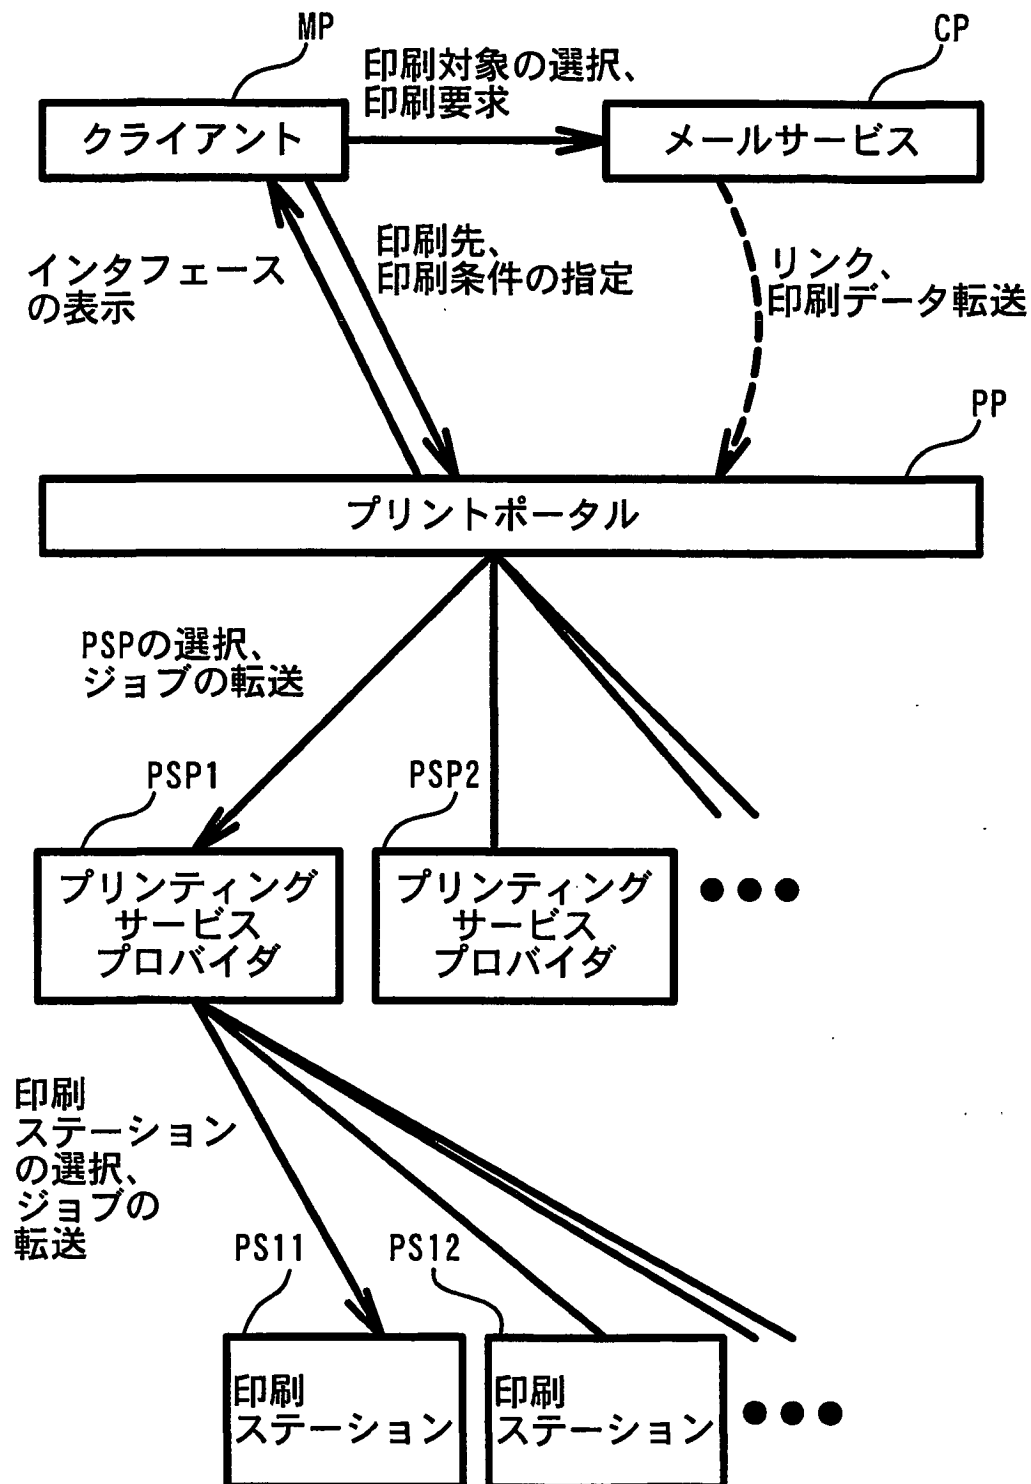 MP
CP
印刷対象の選択、
印刷要求
クライアント
メールサービス
インタフェース
の表示
印刷先、
印刷条件の指定
リンク、
印刷データ転送
PP
プリントポータル
PSPの選択、
ジョブの転送
PSP1
PSP2
プリンティング
サービス
プロバイダ
プリンティング
サービス
プロバイダ
印刷
ステーション
の選択、
ジョブの
転送
PS11
PS12
印刷
ステーション
印刷
ステーション